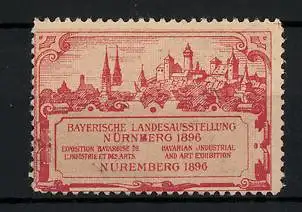 BAYERISCHE LANDESAUSSTELLUNG
NÜRNBERG 1896
EXPOSITION BAVAROISE DE L'INDUSTRIE ET DES ARTS
BAVARIAN INDUSTRIAL AND ART EXHIBITION
NUREMBERG 1896